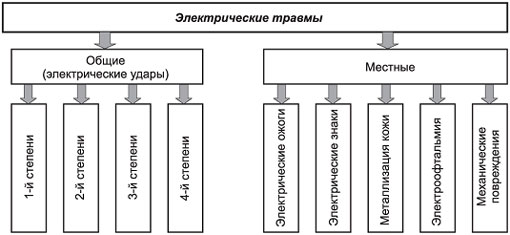 Электрические травмы
Общие
(электрические удары)
Местные
1-й степени
2-й степени
3-й степени
4-й степени
Электрические ожоги
Электрические знаки
Металлизация кожи
Электроофтальмия
Механические
повреждения